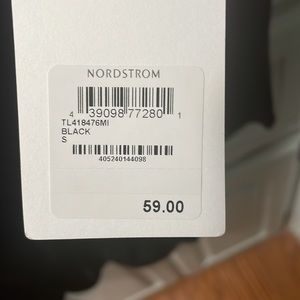 NORDSTROM
4 39098 77280 1
TL418476MI
BLACK
S
405240144098
59.00